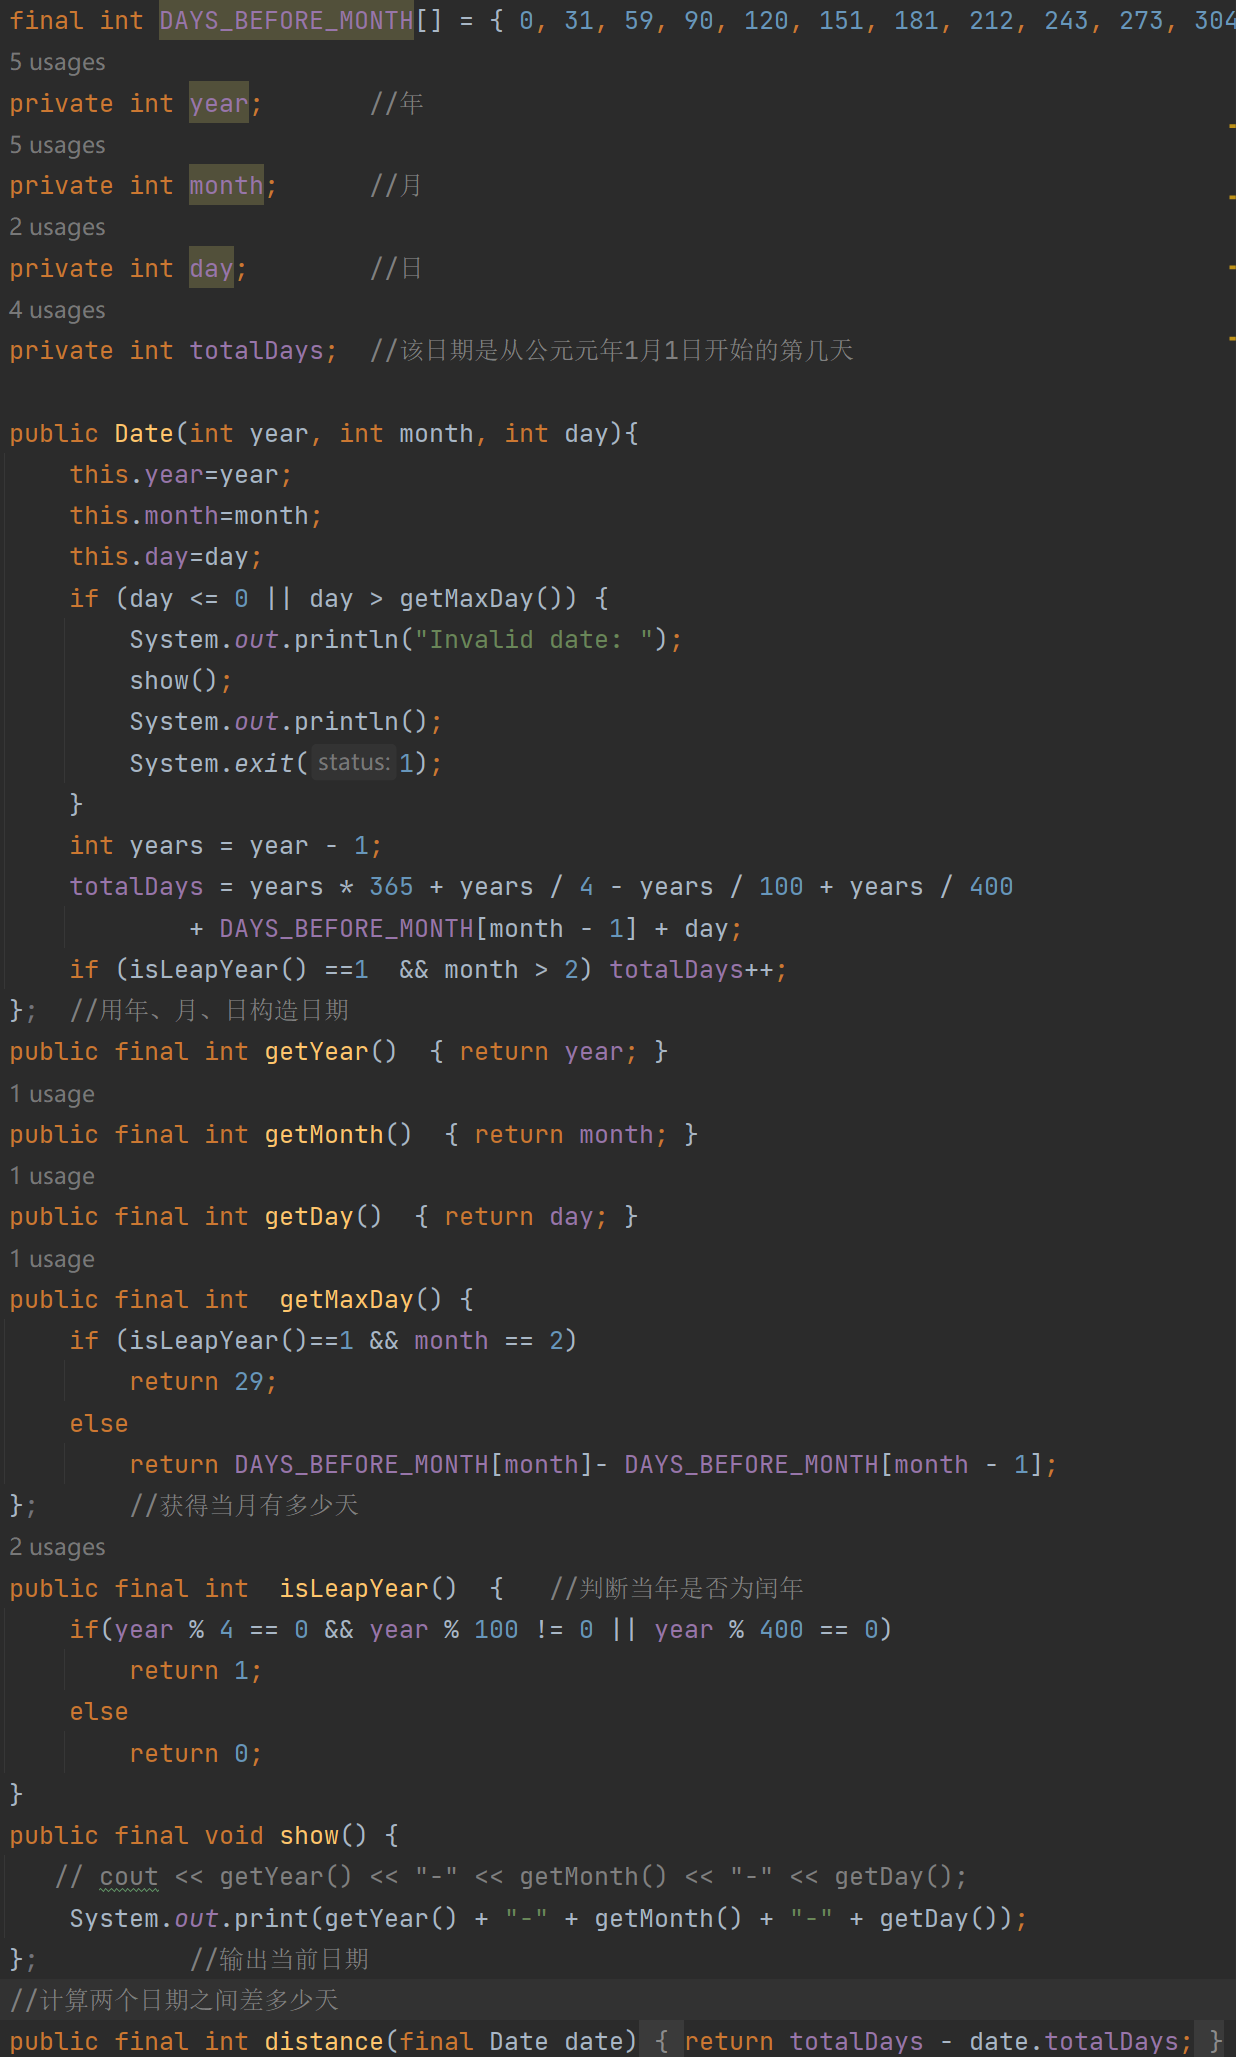 final int DAYS_BEFORE_MONTH[] = { 0, 31, 59, 90, 120, 151, 181, 212, 243, 273, 304
5 usages
private int year;       //年
5 usages
private int month;      //月
2 usages
private int day;        //日
4 usages
private int totalDays;  //该日期是从公元元年1月1日开始的第几天
public Date(int year, int month, int day){
    this.year=year;
    this.month=month;
    this.day=day;
    if (day <= 0 || day > getMaxDay()) {
        System.out.println("Invalid date: ");
        show();
        System.out.println();
        System.exit( status: 1);
    }
    int years = year - 1;
    totalDays = years * 365 + years / 4 - years / 100 + years / 400
            + DAYS_BEFORE_MONTH[month - 1] + day;
    if (isLeapYear() ==1  && month > 2) totalDays++;
};  //用年、月、日构造日期
public final int getYear()  { return year; }
1 usage
public final int getMonth()  { return month; }
1 usage
public final int getDay()  { return day; }
1 usage
public final int  getMaxDay() {
    if (isLeapYear()==1 && month == 2)
        return 29;
    else
        return DAYS_BEFORE_MONTH[month]- DAYS_BEFORE_MONTH[month - 1];
};      //获得当月有多少天
2 usages
public final int  isLeapYear()  {   //判断当年是否为闰年
    if(year % 4 == 0 && year % 100 != 0 || year % 400 == 0)
        return 1;
    else
        return 0;
}
public final void show() {
   // cout << getYear() << "-" << getMonth() << "-" << getDay();
    System.out.print(getYear() + "-" + getMonth() + "-" + getDay());
};          //输出当前日期
//计算两个日期之间差多少天
public final int distance(final Date date) { return totalDays - date.totalDays; }